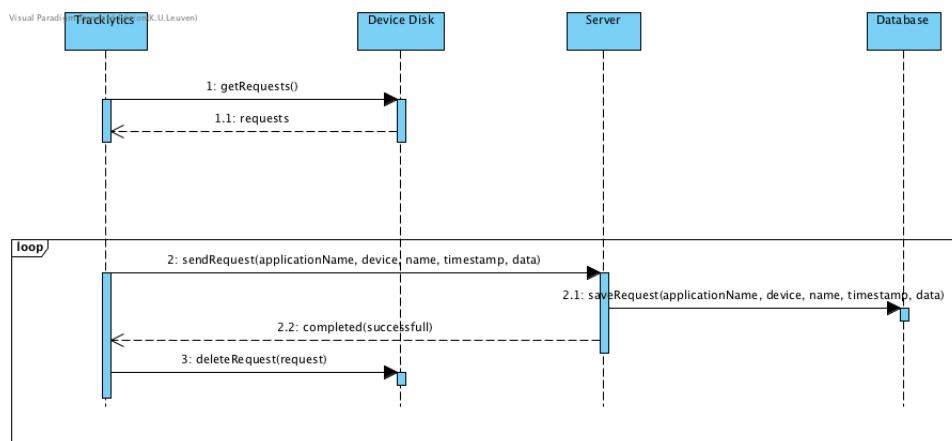 Visual Paradigm
(K.U.Leuven)
Tracklytics
Device Disk
Server
Database
1: getRequests()
1.1: requests
loop
2: sendRequest(applicationName, device, name, timestamp, data)
2.1: saveRequest(applicationName, device, name, timestamp, data)
2.2: completed(successfull)
3: deleteRequest(request)